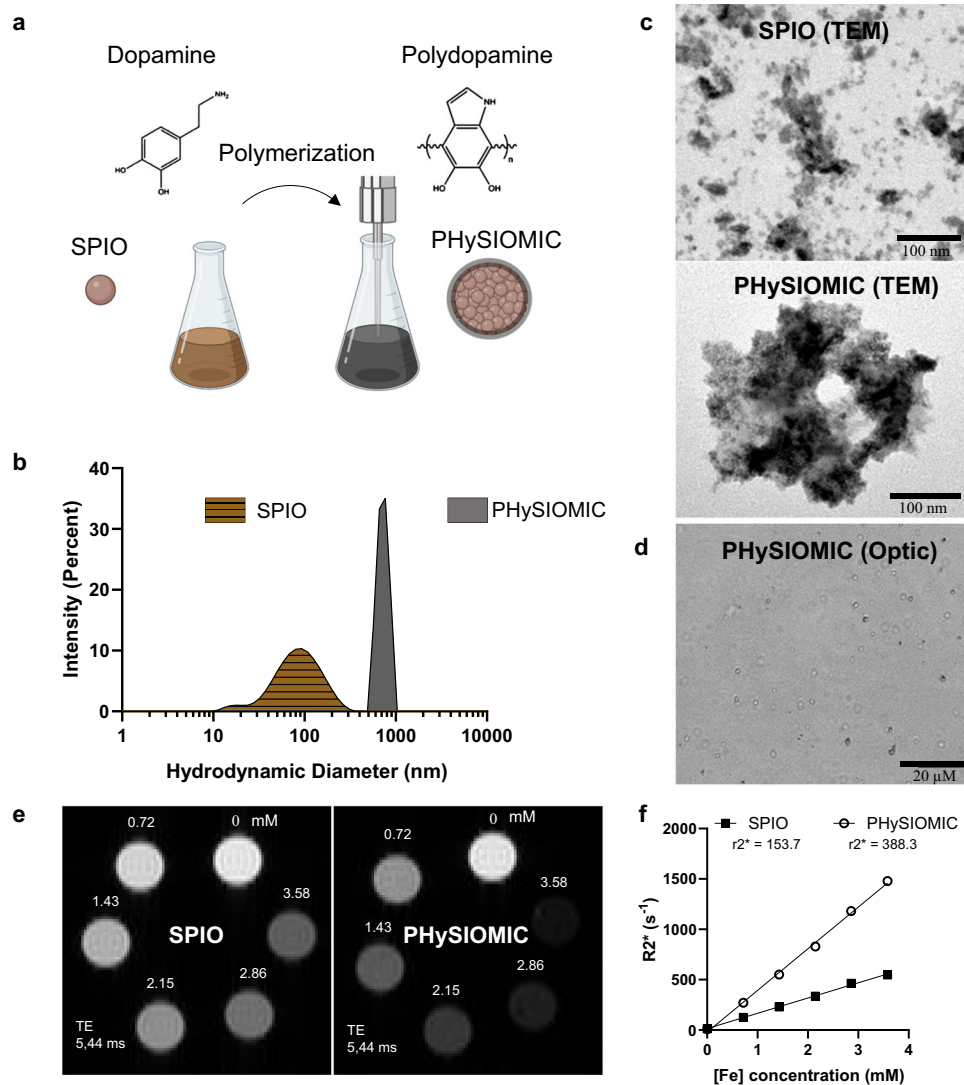 a
Dopamine
Polydopamine
NH₂
HO
OH
Polymerization
NH
n
HO
OH
SPIO
PHySIOMIC
b
40
30
20
10
0
Intensity (Percent)
SPIO
PHySIOMIC
1
10
100
1000
10000
Hydrodynamic Diameter (nm)
c
SPIO (TEM)
100 nm
PHySIOMIC (TEM)
100 nm
d
PHySIOMIC (Optic)
20 µM
e
0.72
0 mM
1.43
3.58
SPIO
2.15
2.86
TE
5,44 ms
0.72
0 mM
1.43
3.58
PHySIOMIC
2.15
2.86
TE
5,44 ms
f
SPIO
PHySIOMIC
r2* = 153.7
r2* = 388.3
2000
1500
1000
500
0
R2* (s⁻¹)
0
1
2
3
4
[Fe] concentration (mM)